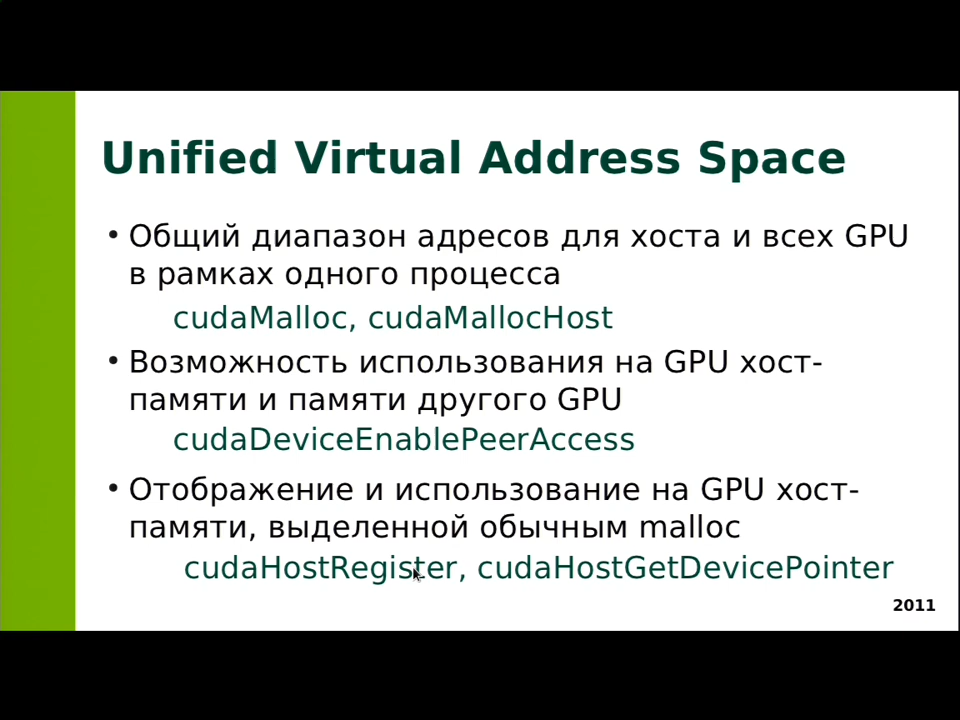 Unified Virtual Address Space
• Общий диапазон адресов для хоста и всех GPU
в рамках одного процесса
cudaMalloc, cudaMallocHost
• Возможность использования на GPU хост-
памяти и памяти другого GPU
cudaDeviceEnablePeerAccess
• Отображение и использование на GPU хост-
памяти, выделенной обычным malloc
cudaHostRegister, cudaHostGetDevicePointer
2011